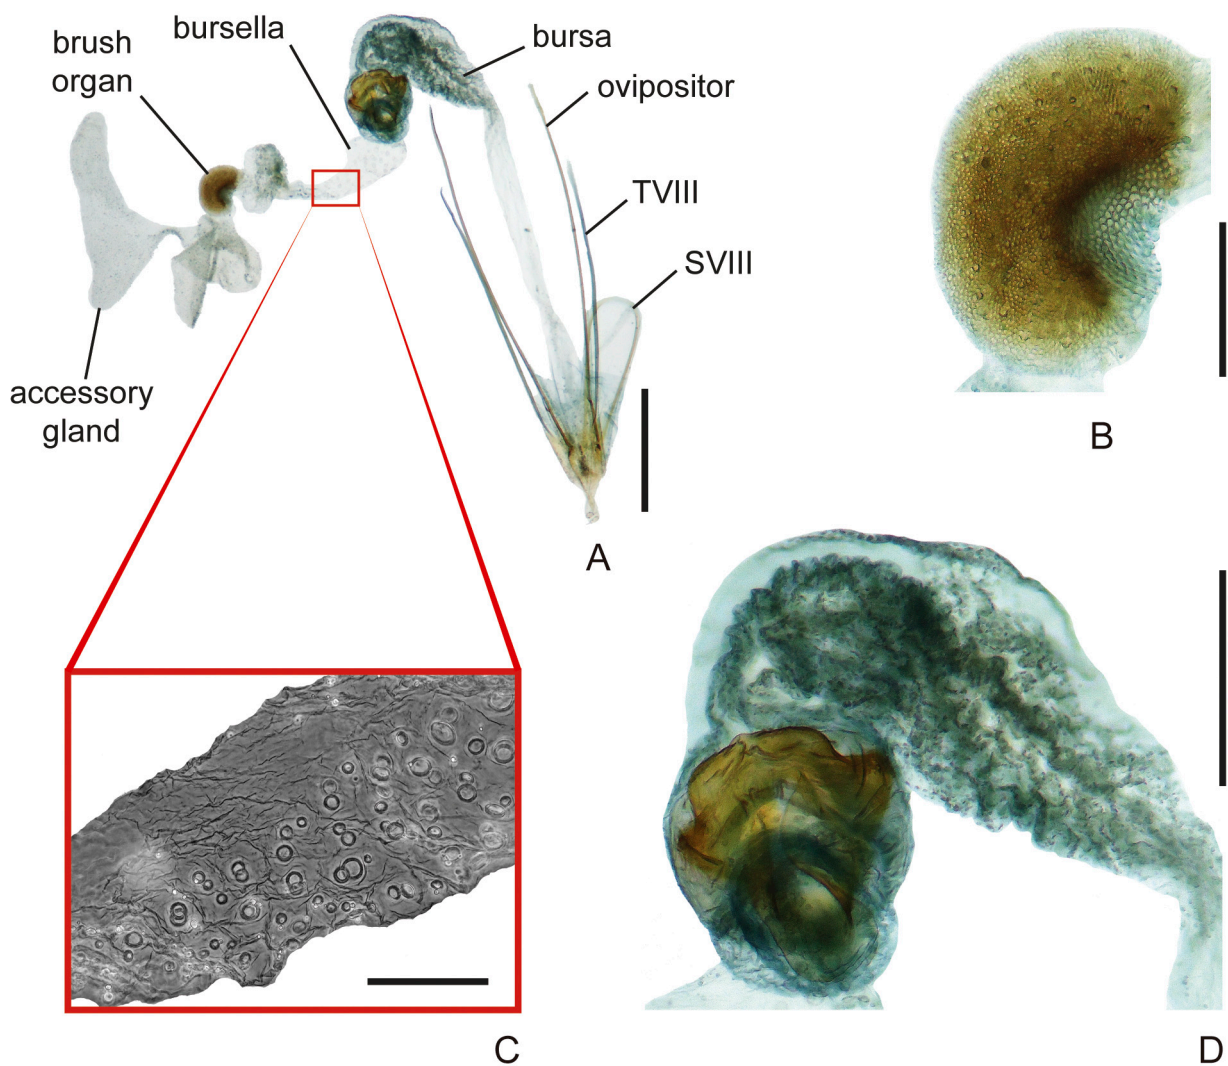 bursella
brush
organ
bursa
ovipositor
TVIII
SVIII
accessory
gland
A
B
C
D